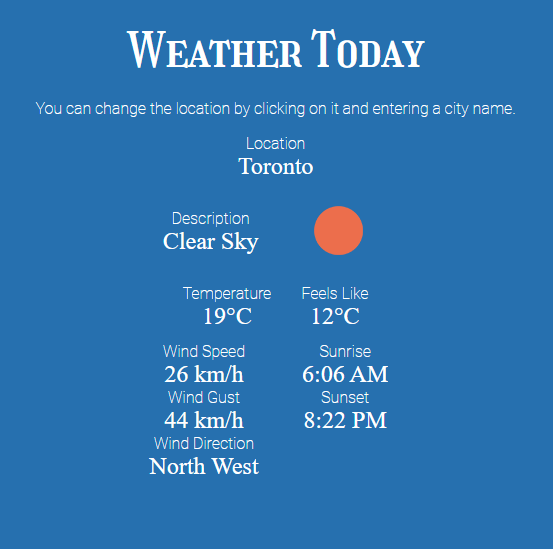 Weather Today
You can change the location by clicking on it and entering a city name.
Location
Toronto
Description
Clear Sky
Temperature Feels Like
19°C 12°C
Wind Speed Sunrise
26 km/h 6:06 AM
Wind Gust Sunset
44 km/h 8:22 PM
Wind Direction
North West